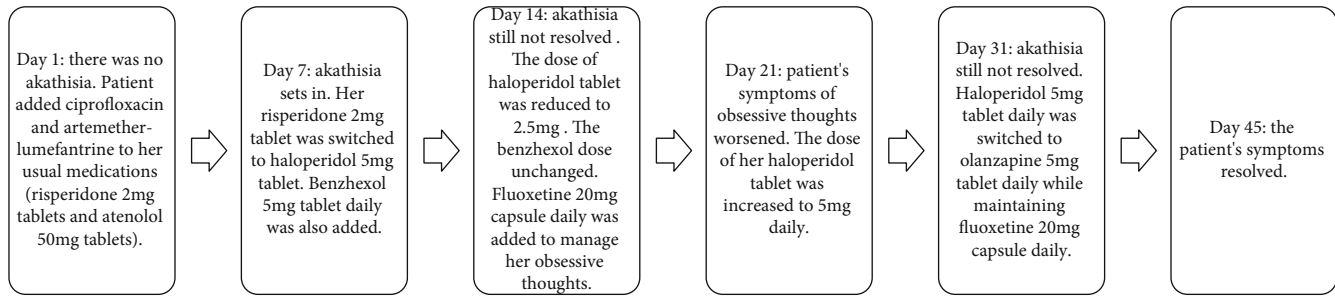 Day 1: there was no
akathisia. Patient
added ciprofloxacin
and artemether-
lumefantrine to her
usual medications
(risperidone 2mg
tablets and atenolol
50mg tablets).
Day 7: akathisia
sets in. Her
risperidone 2mg
tablet was switched
to haloperidol 5mg
tablet. Benzhexol
5mg tablet daily
was also added.
Day 14: akathisia
still not resolved .
The dose of
haloperidol tablet
was reduced to
2.5mg . The
benzhexol dose
unchanged.
Fluoxetine 20mg
capsule daily was
added to manage
her obsessive
thoughts.
Day 21: patient's
symptoms of
obsessive thoughts
worsened. The dose
of her haloperidol
tablet was
increased to 5mg
daily.
Day 31: akathisia
still not resolved.
Haloperidol 5mg
tablet daily was
switched to
olanzapine 5mg
tablet daily while
maintaining
fluoxetine 20mg
capsule daily.
Day 45: the
patient's symptoms
resolved.